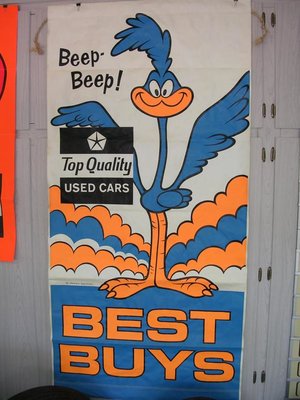 Beep-
Beep!
Top Quality
USED CARS
BEST
BUYS